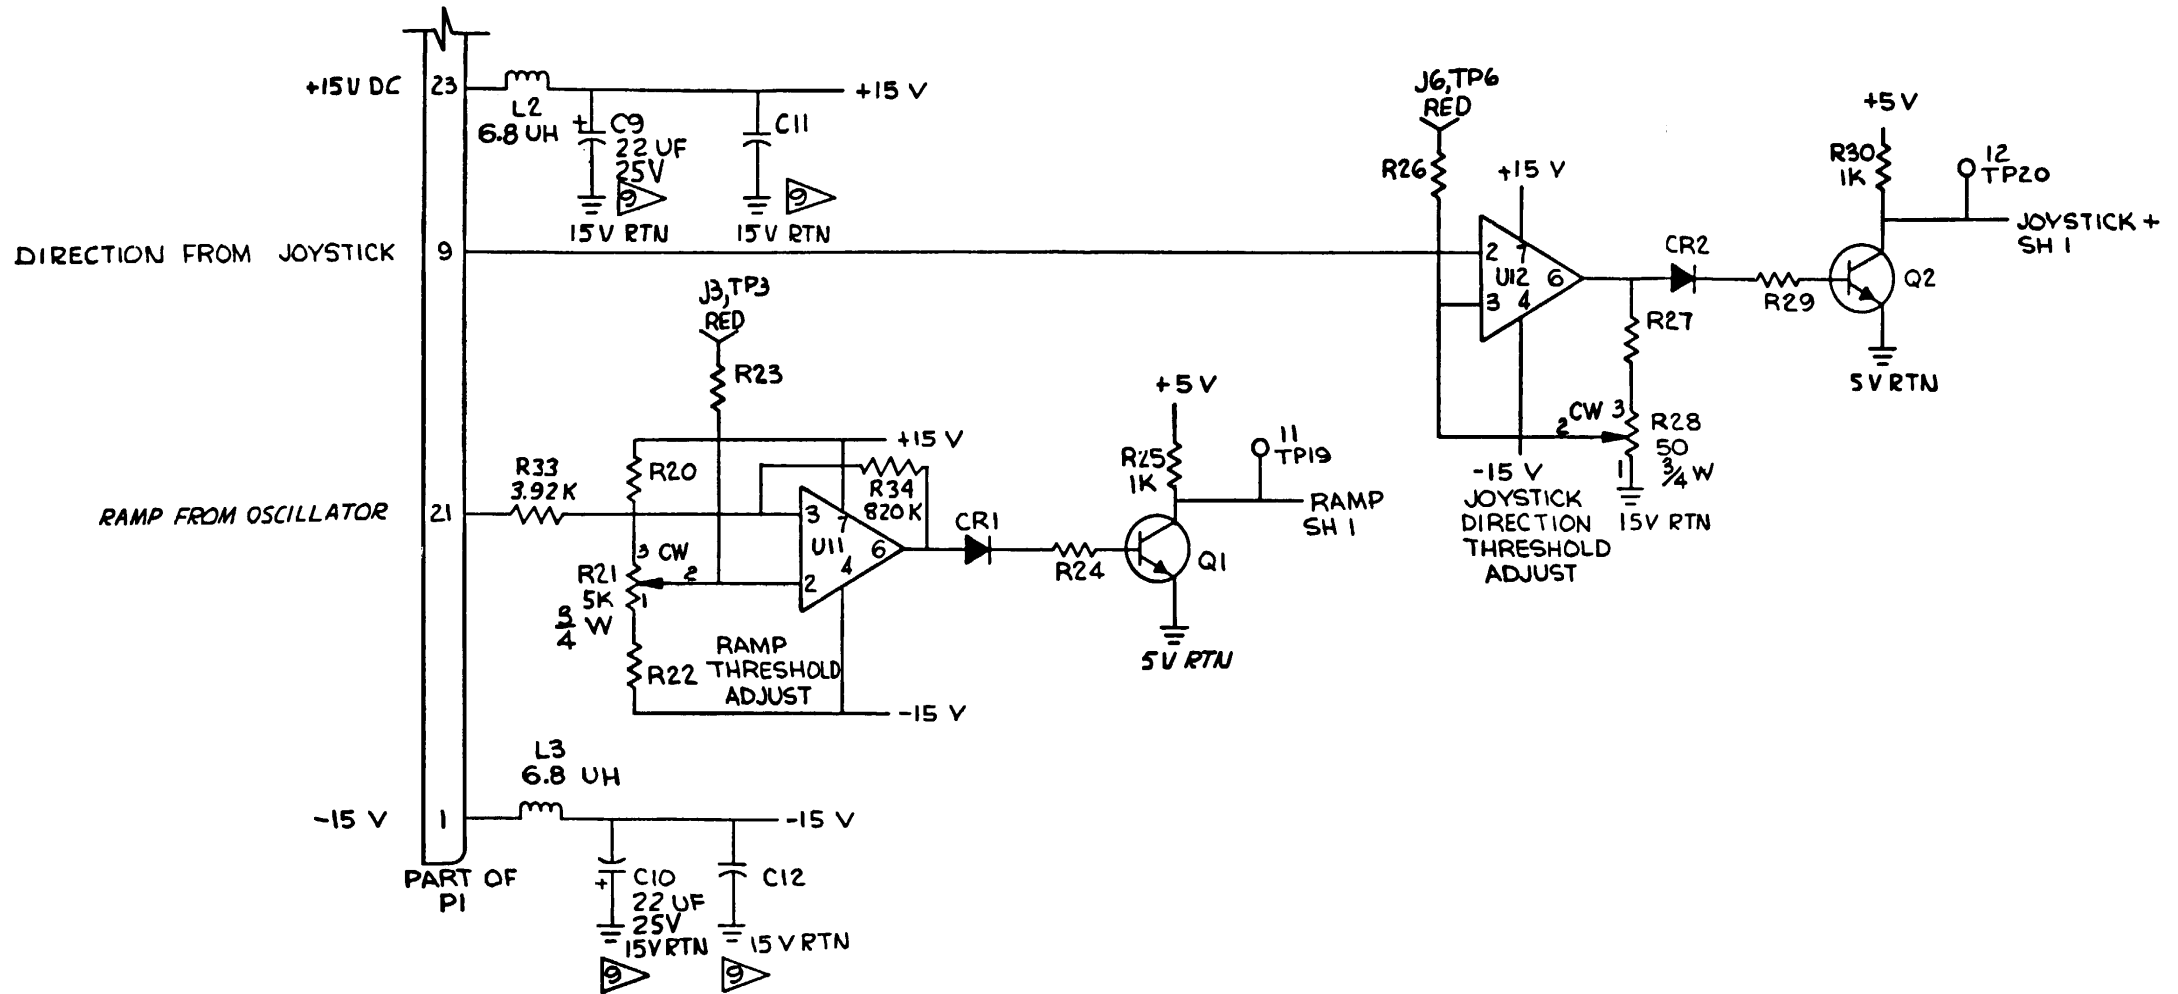 +15V DC
23
L2
6.8 UH
+
C9
22 UF
25V
9
15V RTN
C11
9
15V RTN
+15 V
DIRECTION FROM JOYSTICK
9
J3,TP3
RED
R23
+15 V
R20
R33
3.92K
RAMP FROM OSCILLATOR
21
R34
820K
3
7
U11
6
4
2
3 CW
2
R21
5K
1
3/4 W
R22
RAMP
THRESHOLD
ADJUST
-15 V
CR1
R24
+5 V
R25
1K
11
TP19
RAMP
SH 1
Q1
5V RTN
J6,TP6
RED
R26
+15 V
2
7
U12
6
3
4
CR2
R27
R29
+5 V
R30
1K
12
TP20
JOYSTICK +
SH 1
Q2
5V RTN
CW 3
2
R28
50
3/4 W
1
15V RTN
-15 V
JOYSTICK
DIRECTION
THRESHOLD
ADJUST
L3
6.8 UH
-15 V
1
-15 V
PART OF
P1
+
C10
22 UF
25V
15V RTN
9
C12
15V RTN
9